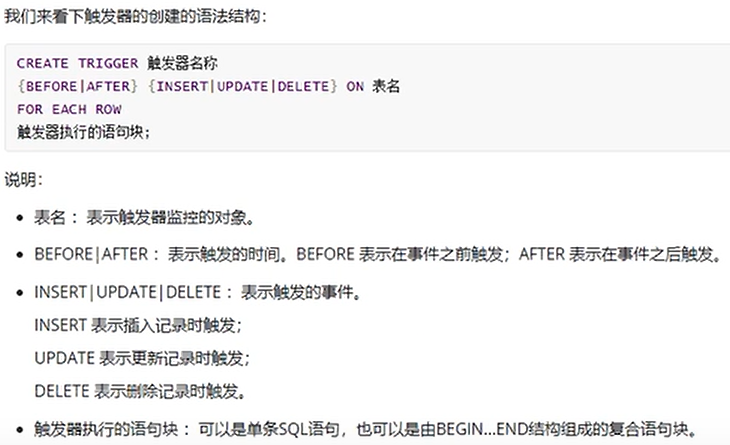 我们来看下触发器的创建的语法结构：
CREATE TRIGGER 触发器名称
{BEFORE|AFTER} {INSERT|UPDATE|DELETE} ON 表名
FOR EACH ROW
触发器执行的语句块；
说明：
• 表名 ：表示触发器监控的对象。
• BEFORE|AFTER ：表示触发的时间。BEFORE 表示在事件之前触发；AFTER 表示在事件之后触发。
• INSERT|UPDATE|DELETE ：表示触发的事件。
INSERT 表示插入记录时触发；
UPDATE 表示更新记录时触发；
DELETE 表示删除记录时触发。
• 触发器执行的语句块 ：可以是单条SQL语句，也可以是由BEGIN…END结构组成的复合语句块。